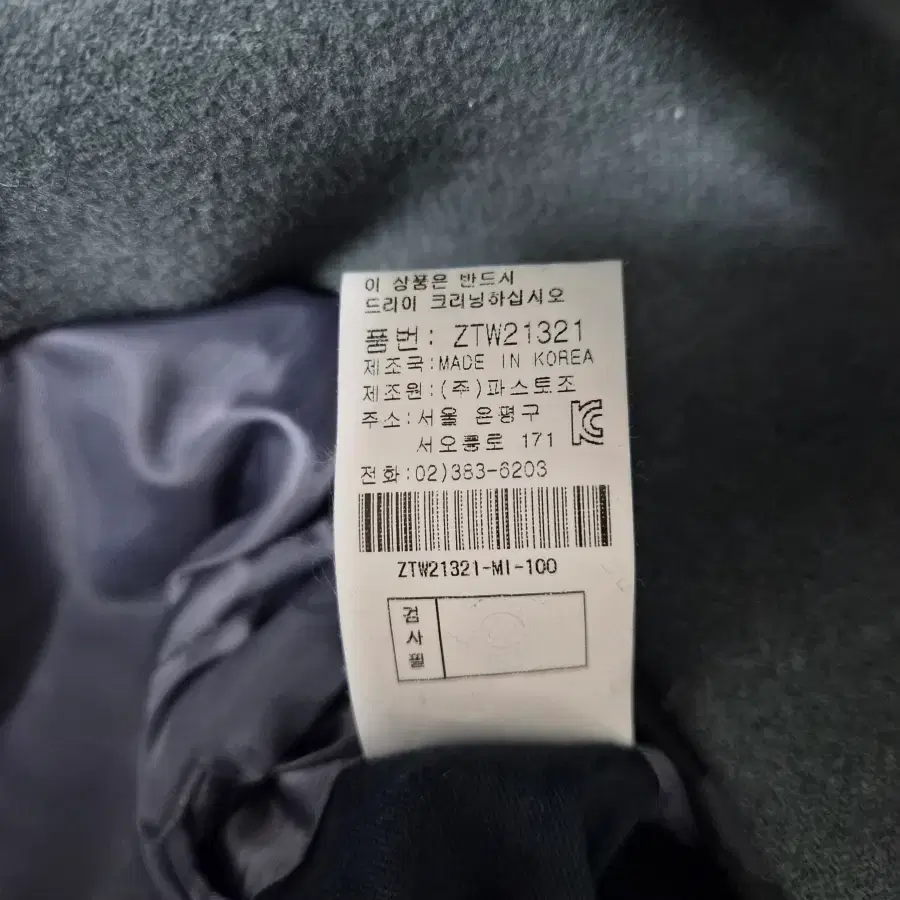 이 상품은 반드시
드라이 크리닝하십시오
품번: ZTW21321
제조국:MADE IN KOREA
제조원:(주)파스토조
주소:서울 은평구
서오릉로 171
전화:02)383-6203
ZTW21321-MI-100
검사필